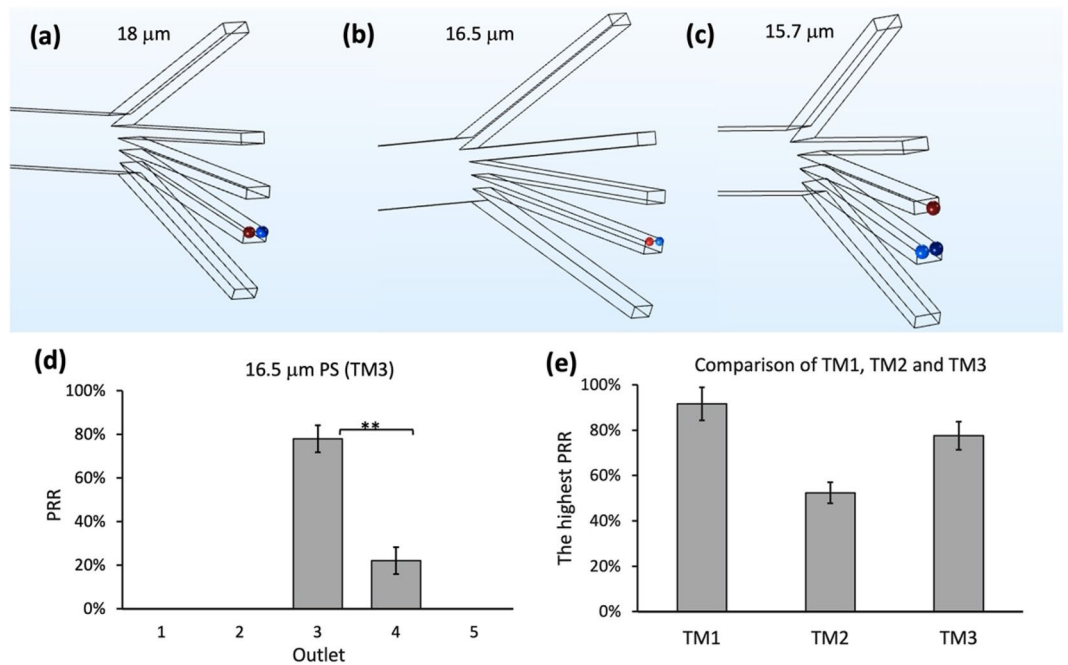 (a)
18 μm
(b)
16.5 μm
(c)
15.7 μm
(d)
16.5 μm PS (TM3)
100%
80%
60%
40%
20%
0%
PRR
**
1 2 3 4 5
Outlet
(e)
Comparison of TM1, TM2 and TM3
100%
80%
60%
40%
20%
0%
The highest PRR
TM1 TM2 TM3